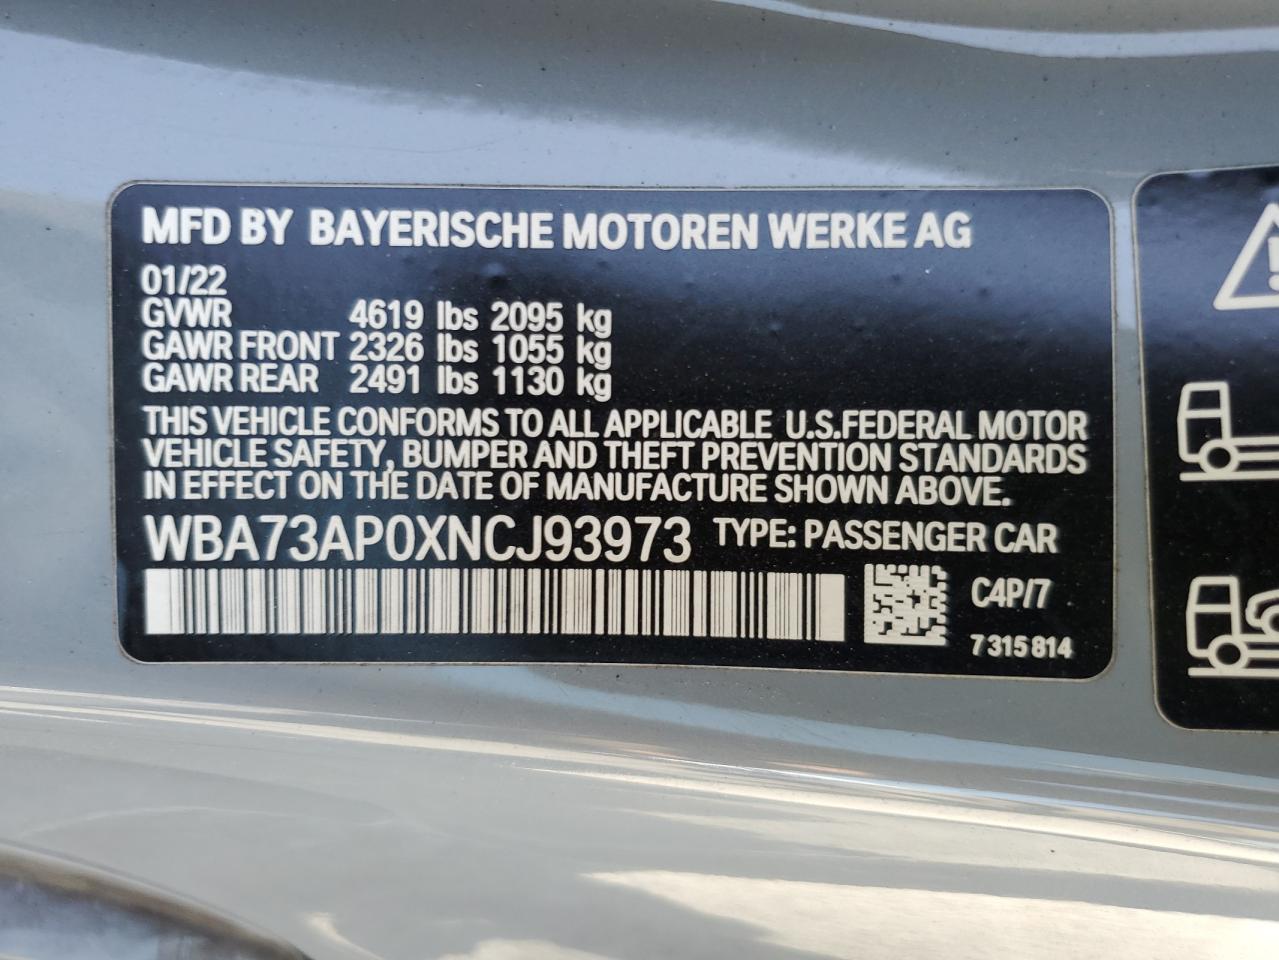 MFD BY BAYERISCHE MOTOREN WERKE AG
01/22
GVWR 4619 lbs 2095 kg
GAWR FRONT 2326 lbs 1055 kg
GAWR REAR 2491 lbs 1130 kg
THIS VEHICLE CONFORMS TO ALL APPLICABLE U.S.FEDERAL MOTOR
VEHICLE SAFETY, BUMPER AND THEFT PREVENTION STANDARDS
IN EFFECT ON THE DATE OF MANUFACTURE SHOWN ABOVE.
WBA73AP0XNCJ93973 TYPE: PASSENGER CAR
C4P/7
7 315 814